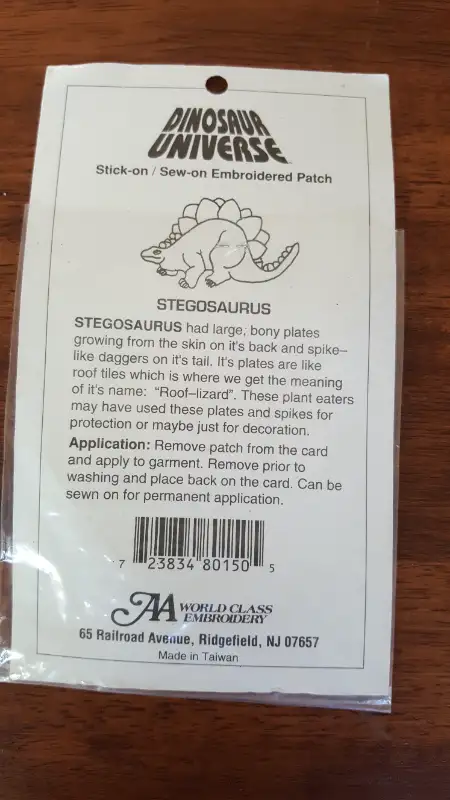 DINOSAUR
UNIVERSE
Stick-on / Sew-on Embroidered Patch
STEGOSAURUS
STEGOSAURUS had large, bony plates
growing from the skin on it's back and spike–
like daggers on it's tail. It's plates are like
roof tiles which is where we get the meaning
of it's name: “Roof–lizard”. These plant eaters
may have used these plates and spikes for
protection or maybe just for decoration.
Application: Remove patch from the card
and apply to garment. Remove prior to
washing and place back on the card. Can be
sewn on for permanent application.
7 23834 80150 5
AA WORLD CLASS
EMBROIDERY
65 Railroad Avenue, Ridgefield, NJ 07657
Made in Taiwan